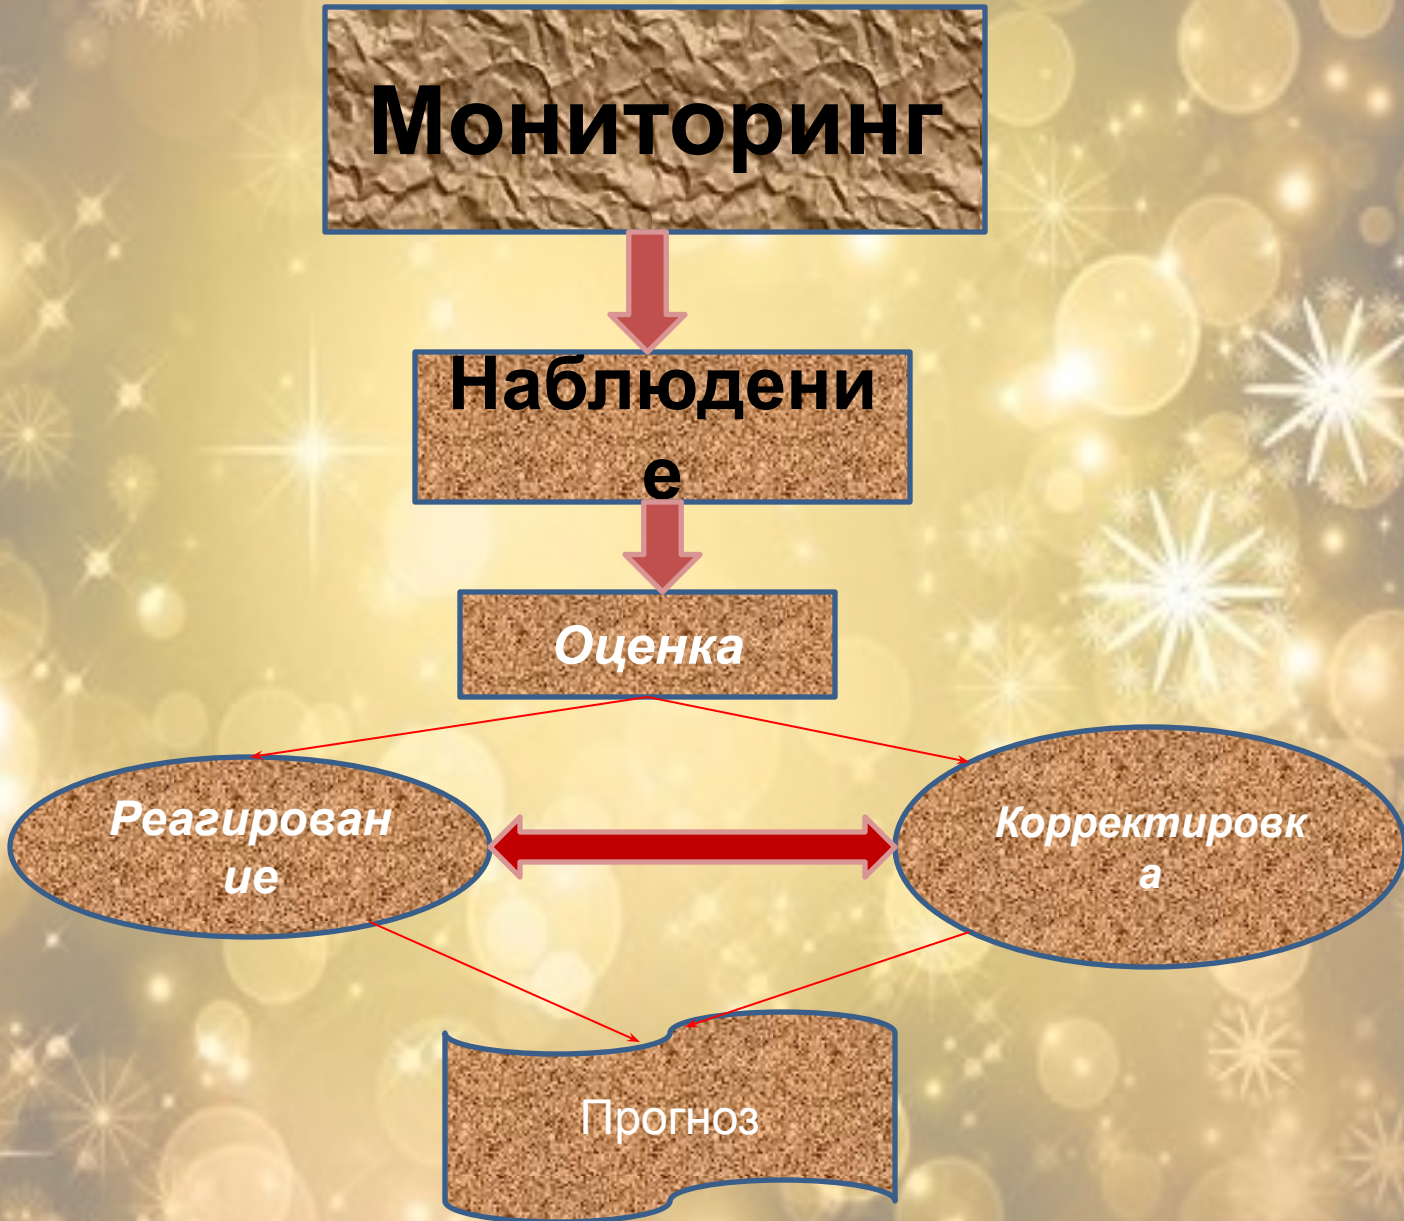 Мониторинг
Наблюдени
е
Оценка
Реагирован
ие
Корректировк
а
Прогноз